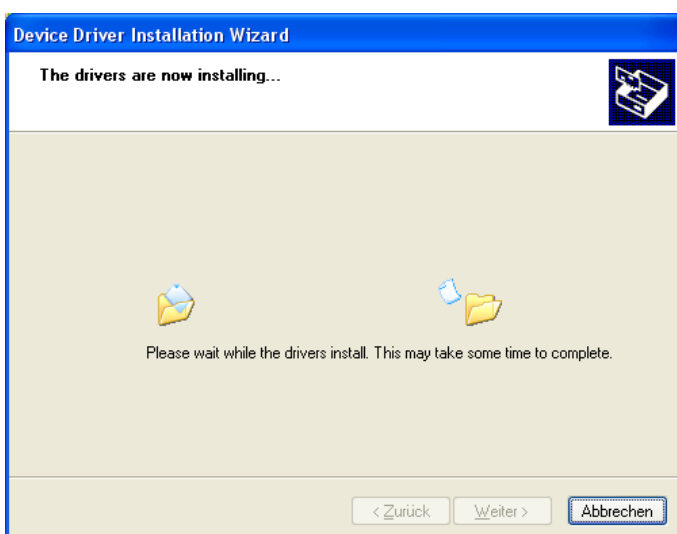 Device Driver Installation Wizard
The drivers are now installing...
Please wait while the drivers install. This may take some time to complete.
< Zurück
Weiter >
Abbrechen